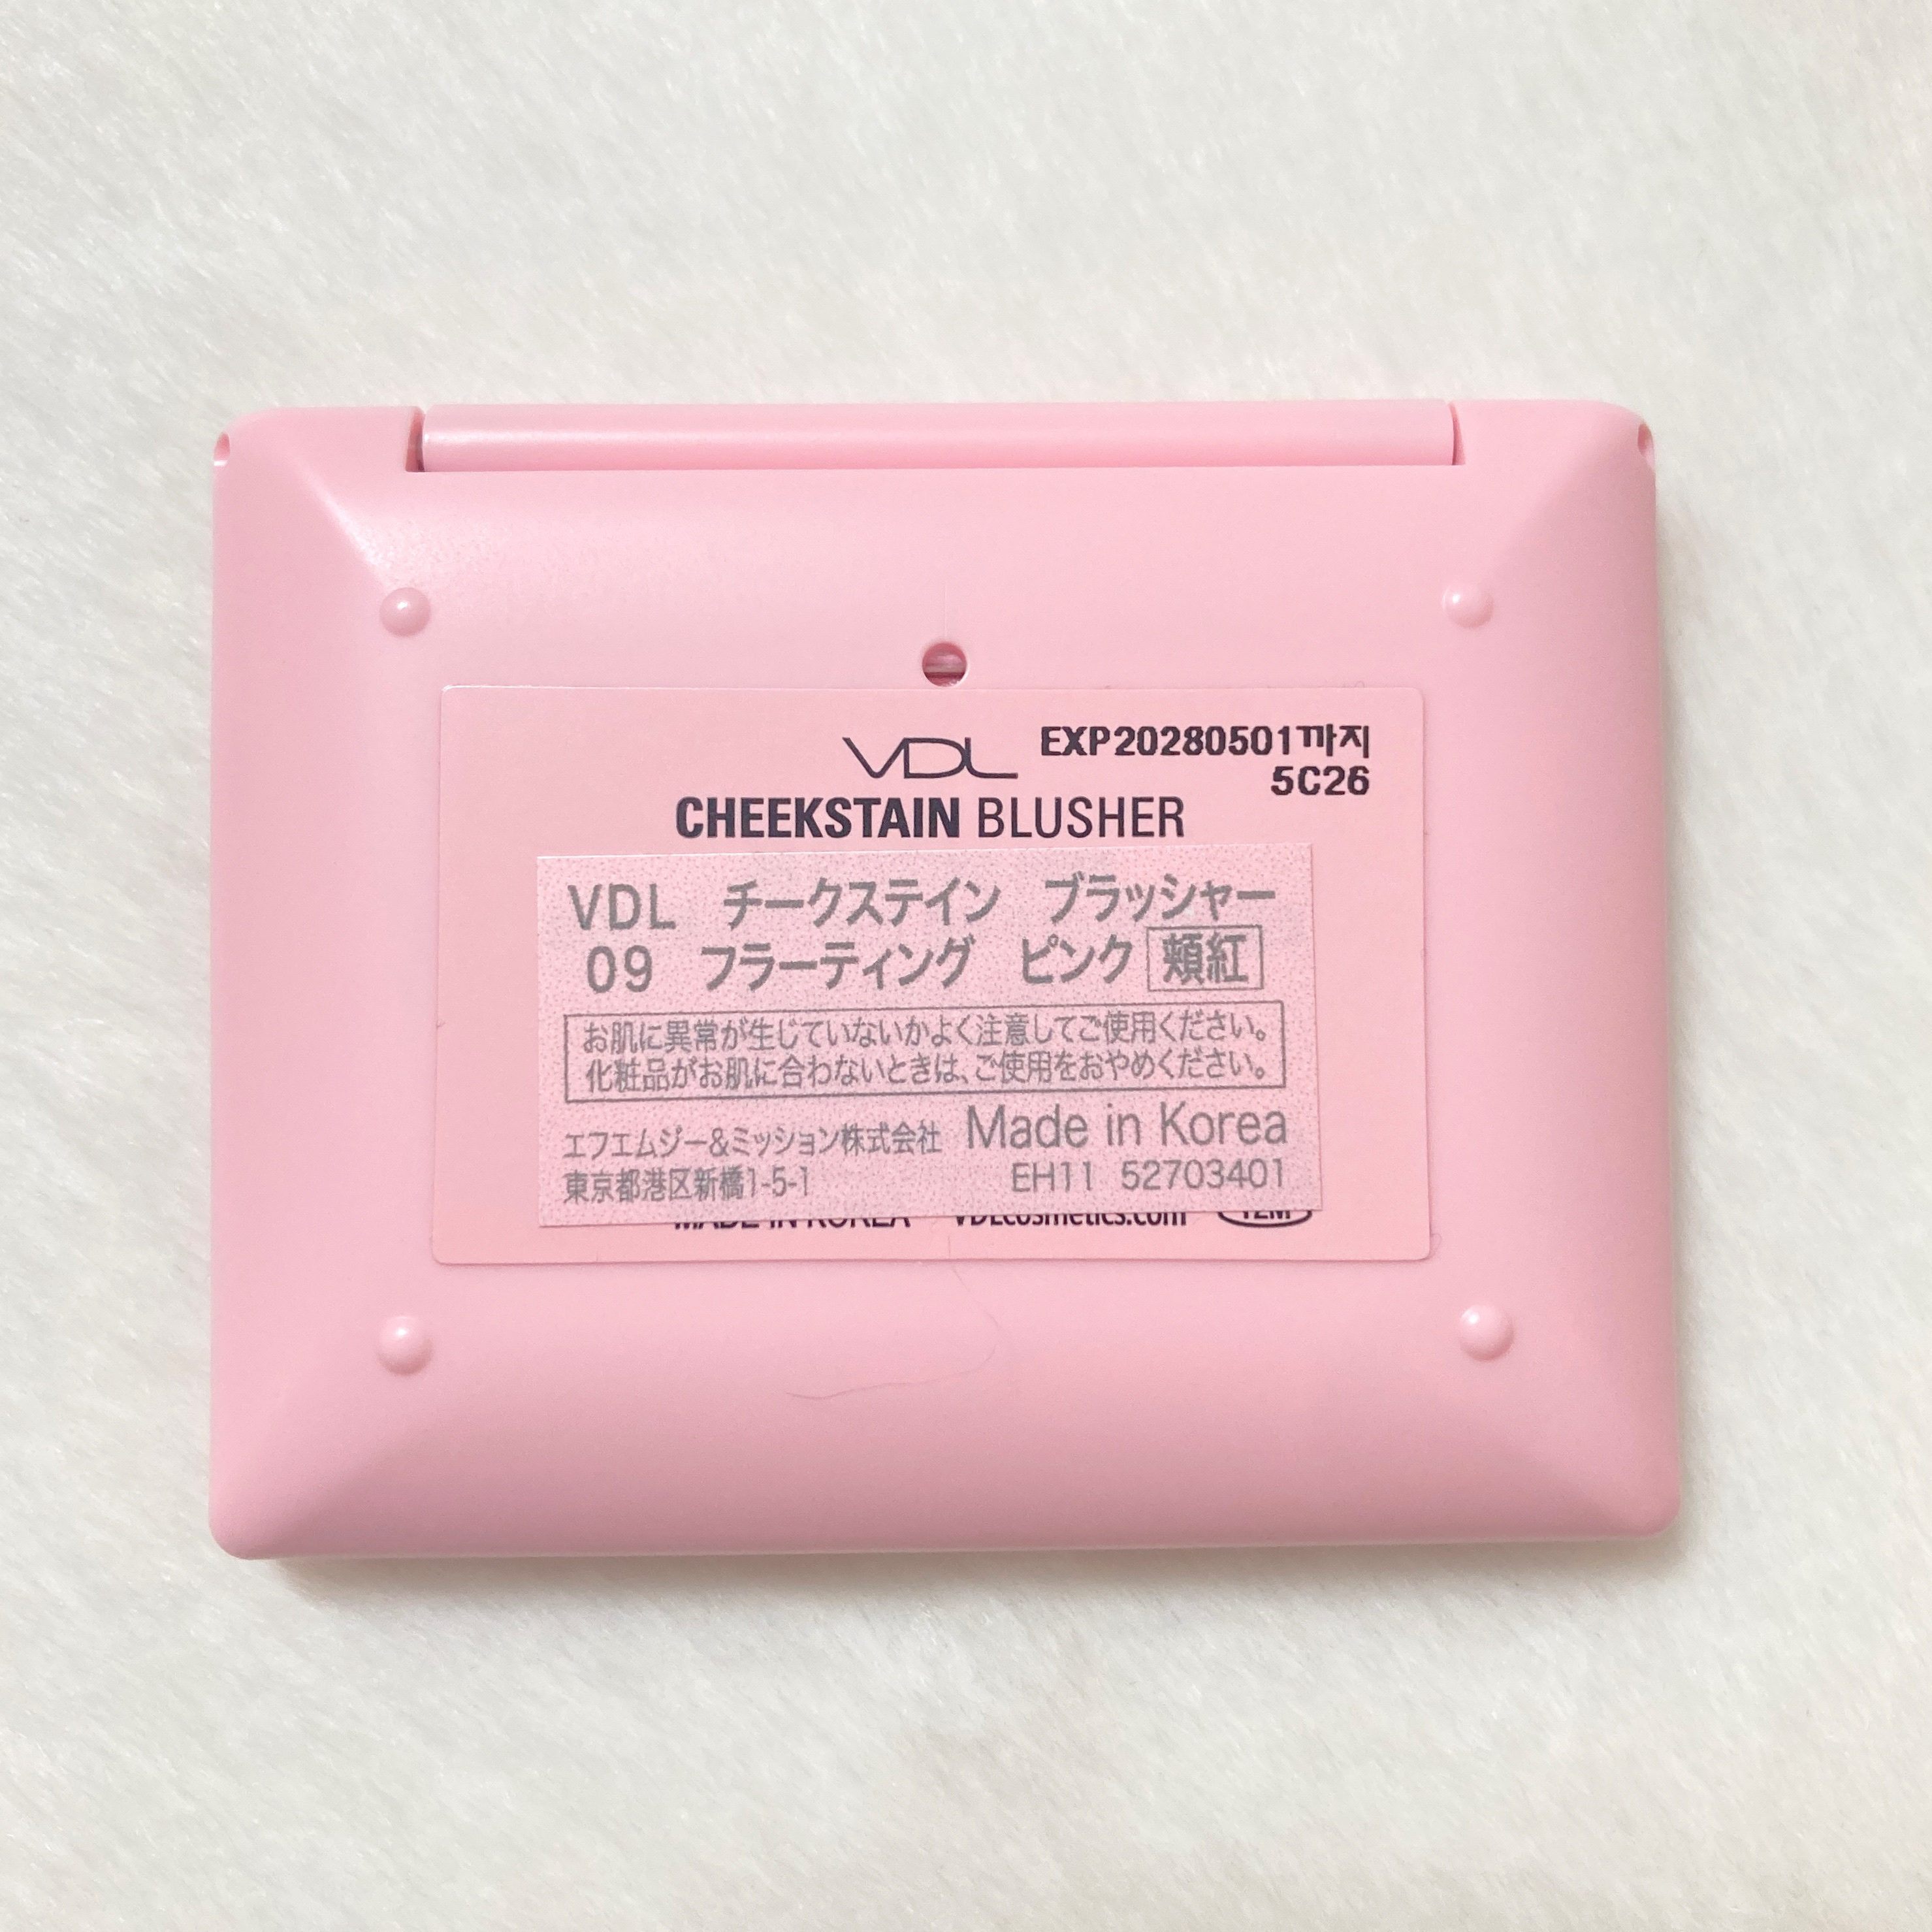 VDL EXP20280501까지
5C26
CHEEKSTAIN BLUSHER
VDL チークステイン ブラッシャー
09 フラーティング ピンク 頬紅
お肌に異常が生じていないかよく注意してご使用ください。
化粧品がお肌に合わないときは、ご使用をおやめください。
エフエムジー&ミッション株式会社 Made in Korea
東京都港区新橋1-5-1 EH11 52703401
MADE IN KOREA VDLcosmetics.com 12M